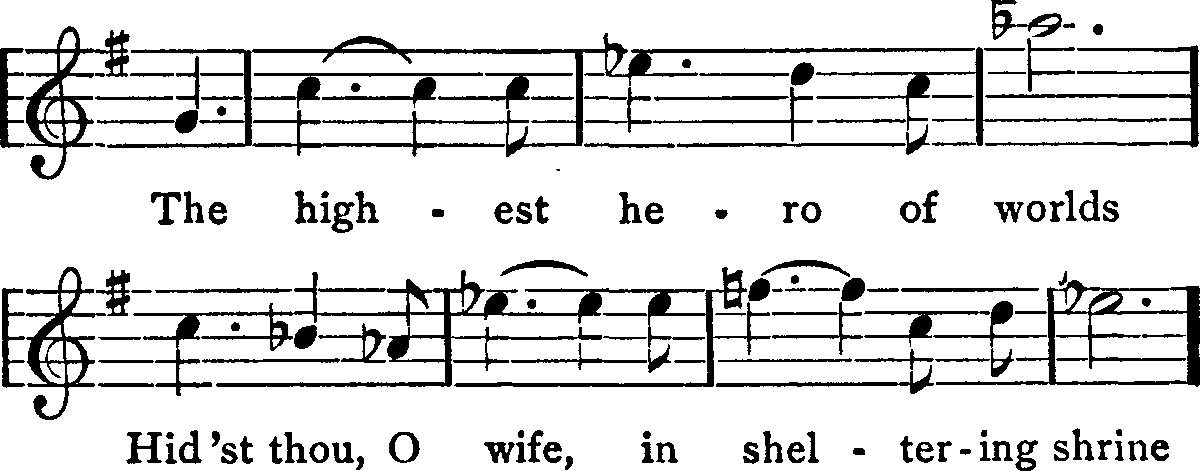 The high - est he - ro of worlds
Hid'st thou, O wife, in shel - ter-ing shrine